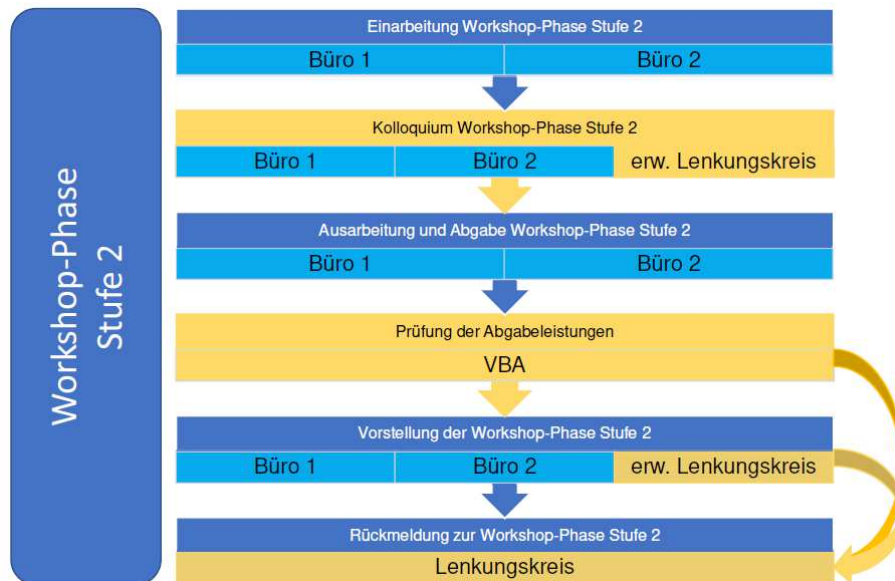 Workshop-Phase
Stufe 2
Einarbeitung Workshop-Phase Stufe 2
Büro 1
Büro 2
Kolloquium Workshop-Phase Stufe 2
Büro 1
Büro 2
erw. Lenkungskreis
Ausarbeitung und Abgabe Workshop-Phase Stufe 2
Büro 1
Büro 2
Prüfung der Abgabeleistungen
VBA
Vorstellung der Workshop-Phase Stufe 2
Büro 1
Büro 2
erw. Lenkungskreis
Rückmeldung zur Workshop-Phase Stufe 2
Lenkungskreis